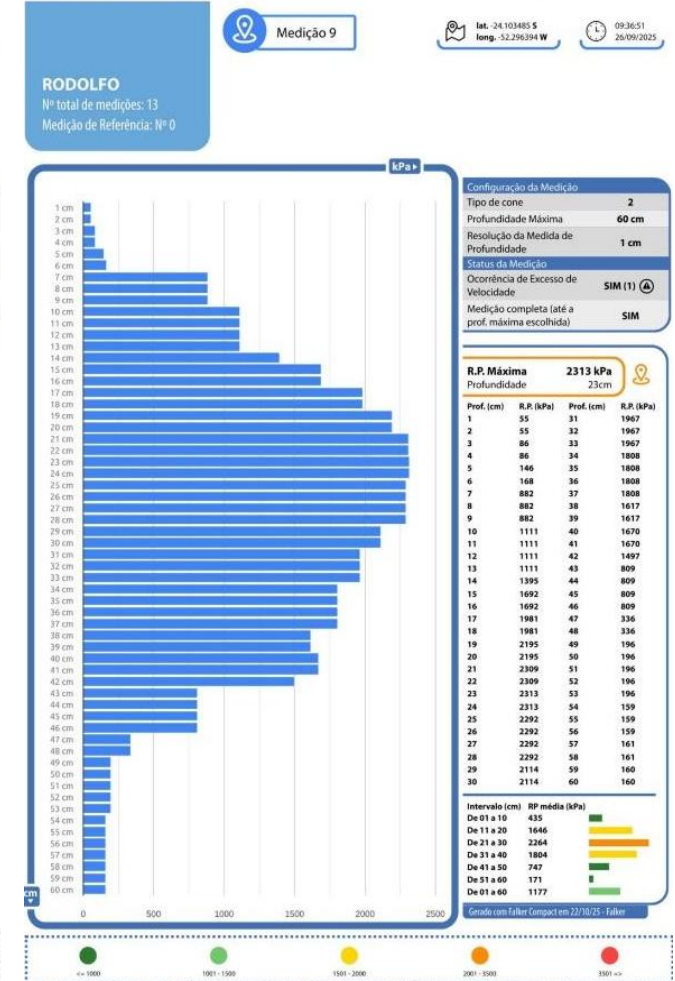 Medição 9
lat. -24.103485 S
long. -52.296394 W
09:36:51
26/09/2025
RODOLFO
Nº total de medições: 13
Medição de Referência: Nº 0
kPa
1 cm
2 cm
3 cm
4 cm
5 cm
6 cm
7 cm
8 cm
9 cm
10 cm
11 cm
12 cm
13 cm
14 cm
15 cm
16 cm
17 cm
18 cm
19 cm
20 cm
21 cm
22 cm
23 cm
24 cm
25 cm
26 cm
27 cm
28 cm
29 cm
30 cm
31 cm
32 cm
33 cm
34 cm
35 cm
36 cm
37 cm
38 cm
39 cm
40 cm
41 cm
42 cm
43 cm
44 cm
45 cm
46 cm
47 cm
48 cm
49 cm
50 cm
51 cm
52 cm
53 cm
54 cm
55 cm
56 cm
57 cm
58 cm
59 cm
60 cm
cm
0 500 1000 1500 2000 2500
Configuração da Medição
Tipo de cone 2
Profundidade Máxima 60 cm
Resolução da Medida de
Profundidade 1 cm
Status da Medição
Ocorrência de Excesso de
Velocidade SIM (1)
Medição completa (até a
prof. máxima escolhida) SIM
R.P. Máxima 2313 kPa
Profundidade 23cm
Prof. (cm) R.P. (kPa) Prof. (cm) R.P. (kPa)
1 55 31 1967
2 55 32 1967
3 86 33 1967
4 86 34 1808
5 146 35 1808
6 168 36 1808
7 882 37 1808
8 882 38 1617
9 882 39 1617
10 1111 40 1670
11 1111 41 1670
12 1111 42 1497
13 1111 43 809
14 1395 44 809
15 1692 45 809
16 1692 46 809
17 1981 47 336
18 1981 48 336
19 2195 49 196
20 2195 50 196
21 2309 51 196
22 2309 52 196
23 2313 53 196
24 2313 54 159
25 2292 55 159
26 2292 56 159
27 2292 57 161
28 2292 58 161
29 2114 59 160
30 2114 60 160
Intervalo (cm) RP média (kPa)
De 01 a 10 435
De 11 a 20 1646
De 21 a 30 2264
De 31 a 40 1804
De 41 a 50 747
De 51 a 60 171
De 01 a 60 1177
Gerado com Falker Compact em 22/10/25 - Falker
<= 1000 1001 - 1500 1501 - 2000 2001 - 3500 3501 =>